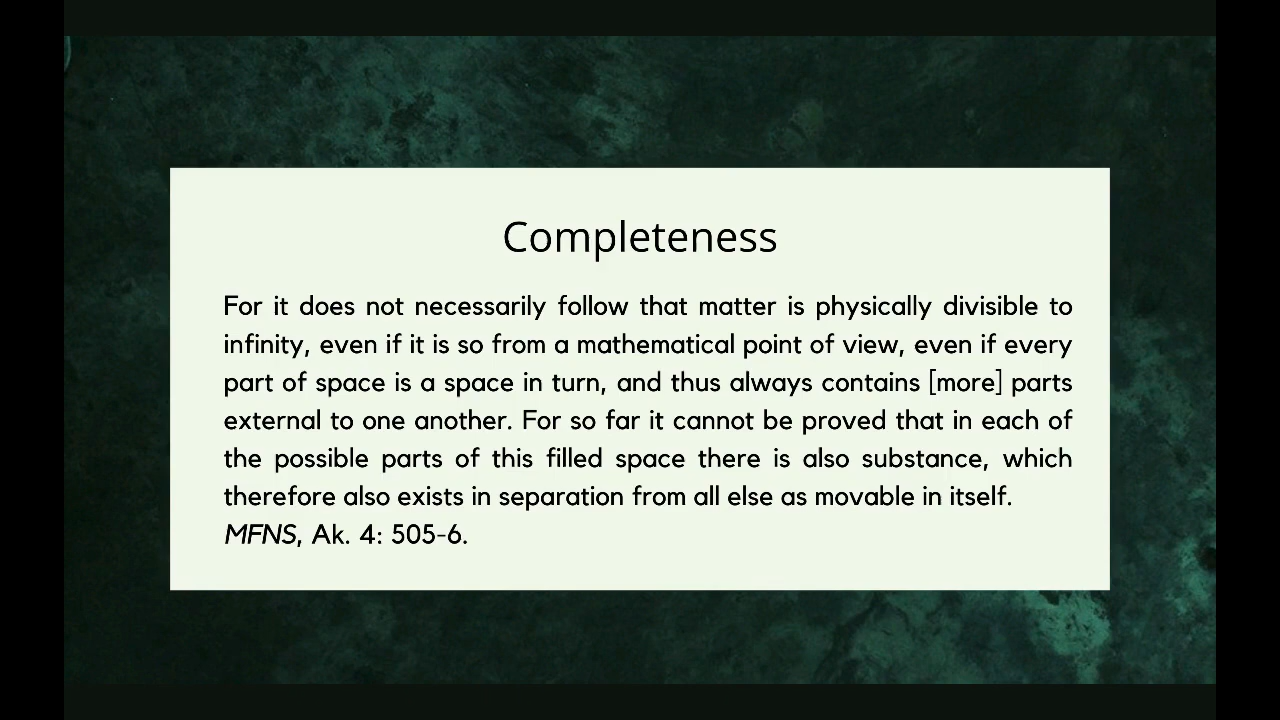 Completeness
For it does not necessarily follow that matter is physically divisible to
infinity, even if it is so from a mathematical point of view, even if every
part of space is a space in turn, and thus always contains [more] parts
external to one another. For so far it cannot be proved that in each of
the possible parts of this filled space there is also substance, which
therefore also exists in separation from all else as movable in itself.
MFNS, Ak. 4: 505-6.